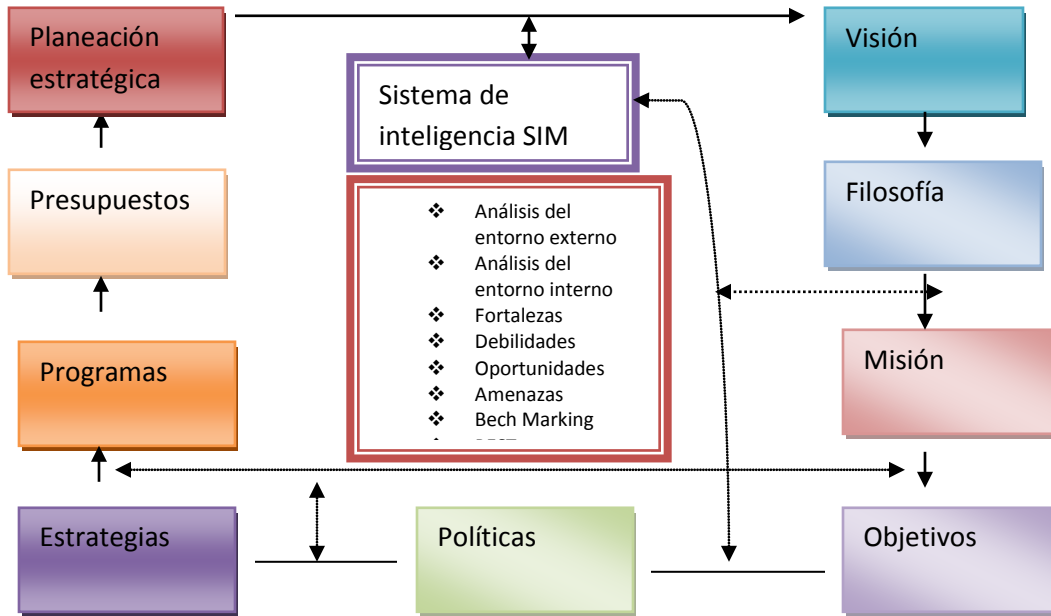 Planeación
estratégica
Visión
Sistema de
inteligencia SIM
Presupuestos
Filosofía
❖ Análisis del
entorno externo
❖ Análisis del
entorno interno
❖ Fortalezas
❖ Debilidades
❖ Oportunidades
❖ Amenazas
❖ Bech Marking
Programas
Misión
Estrategias
Políticas
Objetivos